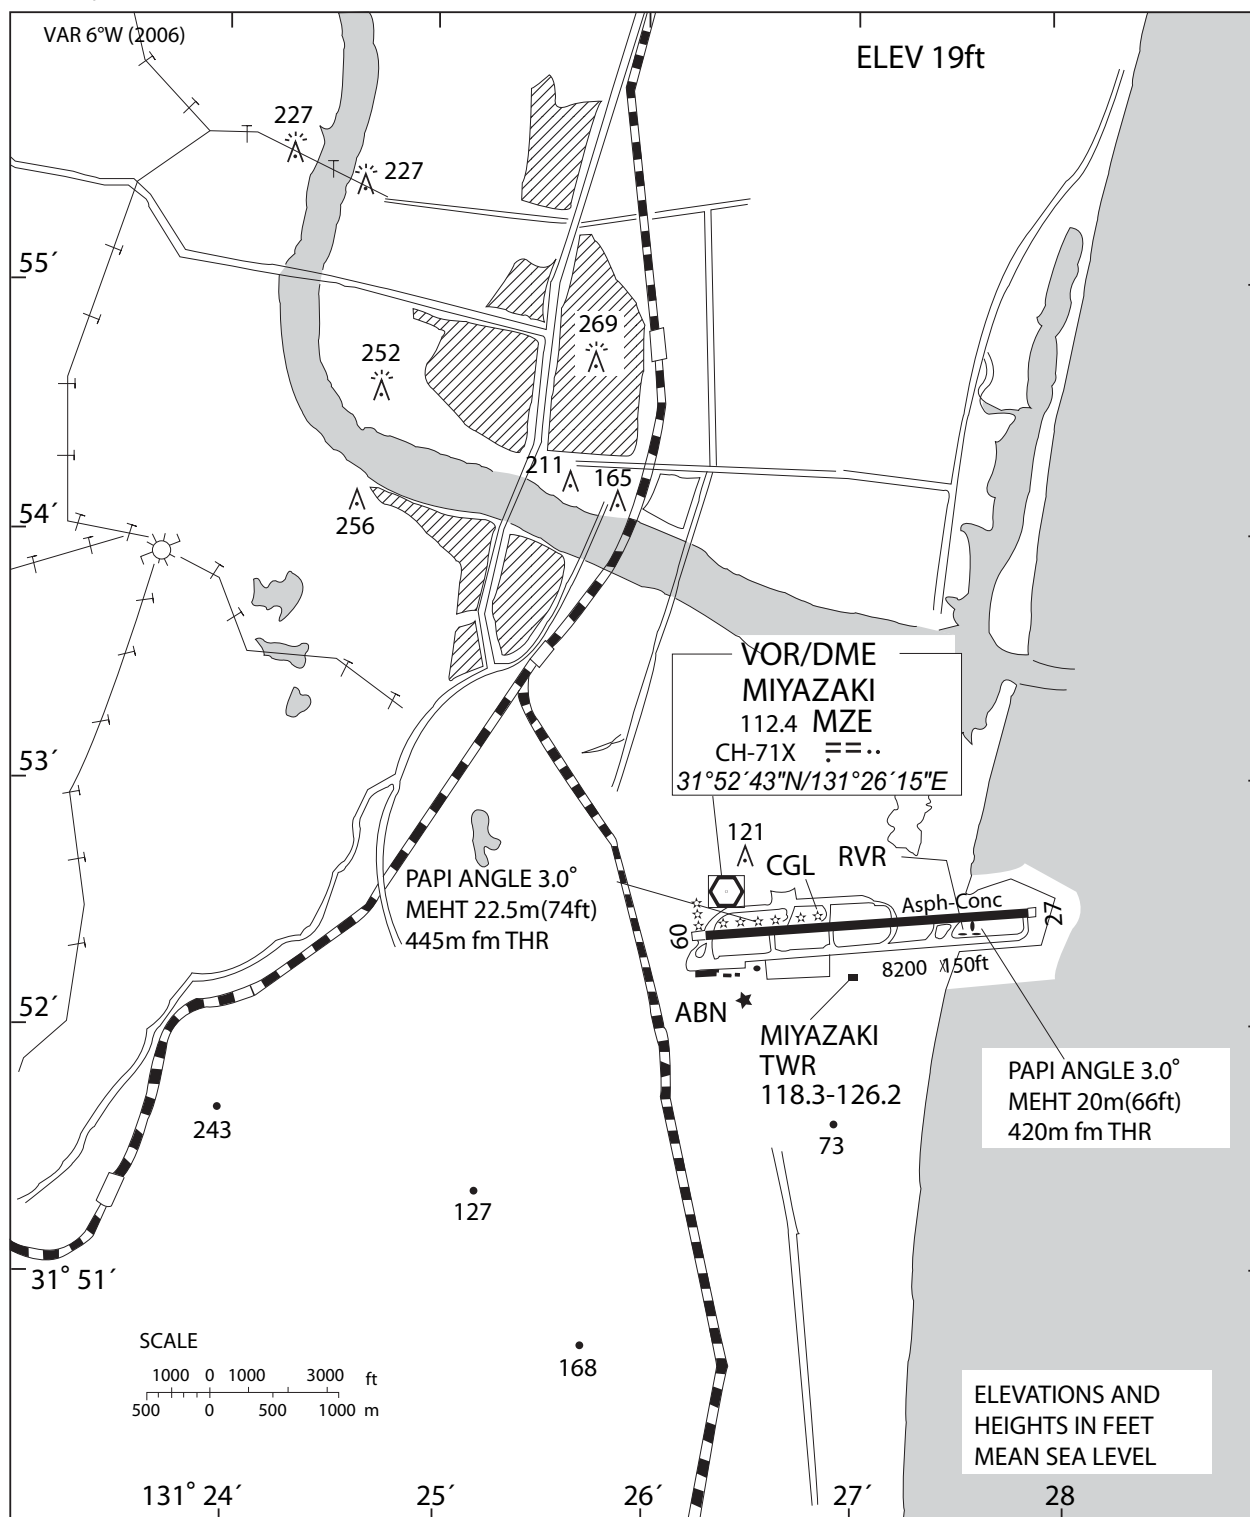 VAR 6°W (2006)
ELEV 19ft
227
227
55´
269
252
211
165
256
54´
VOR/DME
MIYAZAKI
112.4 MZE
CH-71X
31°52´43"N/131°26´15"E
53´
121
CGL
RVR
PAPI ANGLE 3.0°
MEHT 22.5m(74ft)
445m fm THR
Asph-Conc
09
27
8200 x150ft
52´
ABN
MIYAZAKI
TWR
118.3-126.2
PAPI ANGLE 3.0°
MEHT 20m(66ft)
420m fm THR
243
73
127
31° 51´
168
SCALE
1000 0 1000 3000 ft
500 0 500 1000 m
ELEVATIONS AND
HEIGHTS IN FEET
MEAN SEA LEVEL
131° 24´ 25´ 26´ 27´ 28